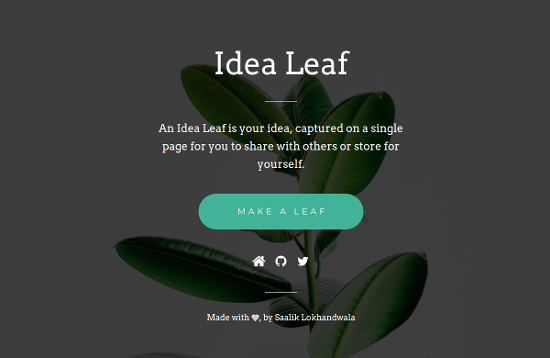 Idea Leaf
An Idea Leaf is your idea, captured on a single
page for you to share with others or store for
yourself.
MAKE A LEAF
Made with ♥, by Saalik Lokhandwala